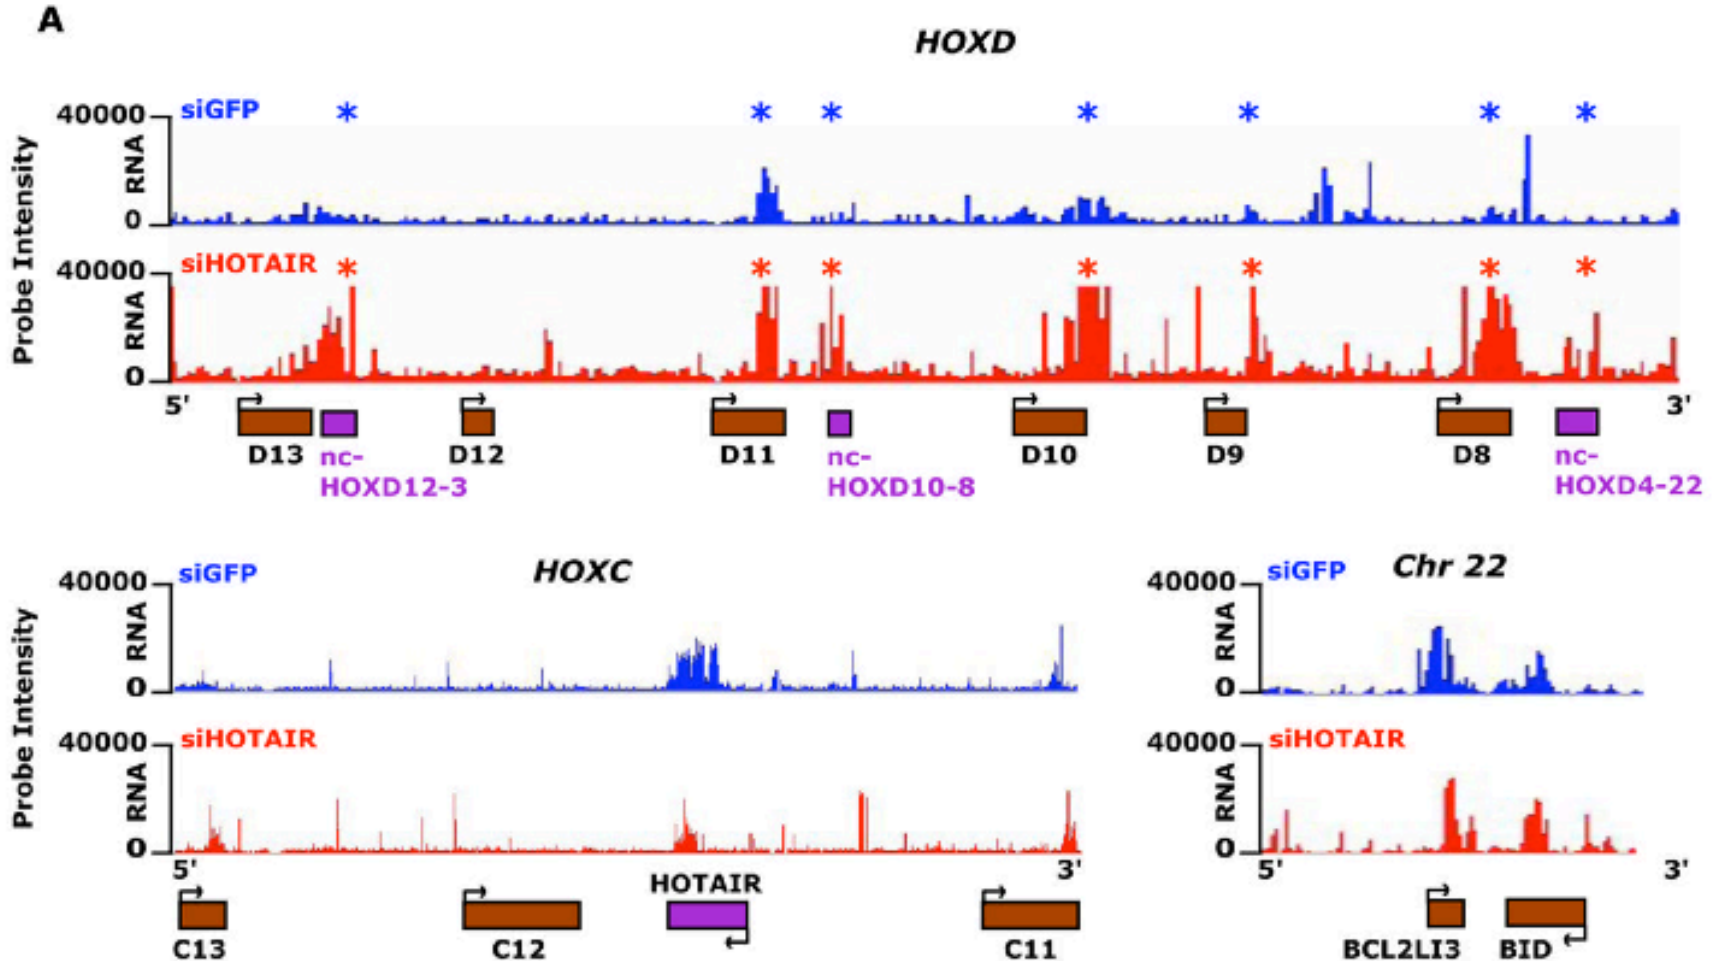 A
HOXD
siGFP * * * * * * *
40000
RNA
0
Probe Intensity
siHOTAIR * * * * * * *
40000
RNA
0
5' 3'
D13 nc-HOXD12-3 D12 D11 nc-HOXD10-8 D10 D9 D8 nc-HOXD4-22
HOXC
siGFP
40000
RNA
0
Probe Intensity
siHOTAIR
40000
RNA
0
5' 3'
HOTAIR
C13 C12 C11
Chr 22
siGFP
40000
RNA
0
siHOTAIR
40000
RNA
0
5' 3'
BCL2LI3 BID